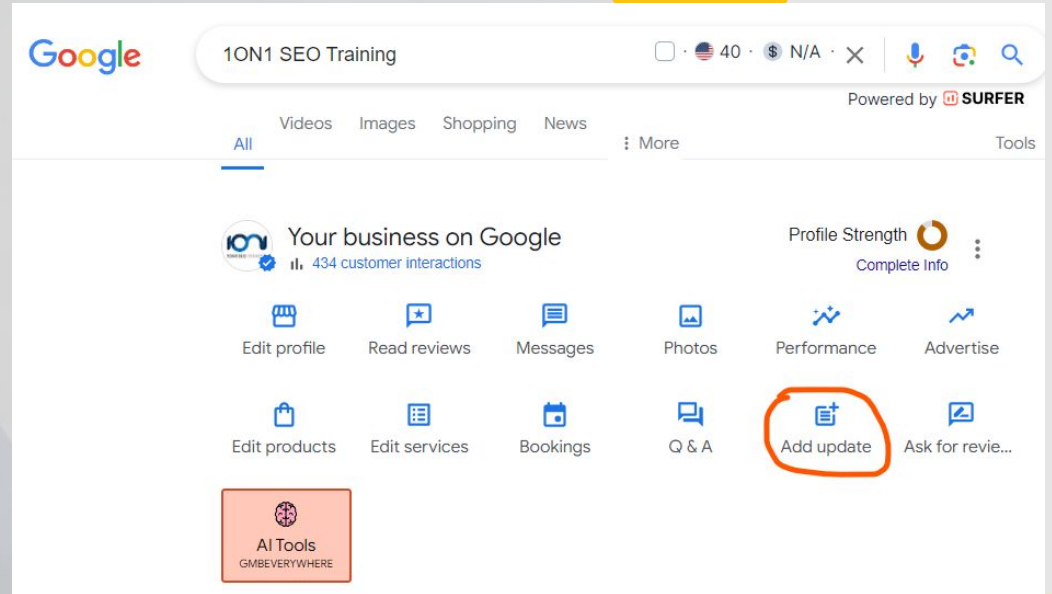 Google
1ON1 SEO Training
40 · $ N/A ·
Powered by SURFER
All Videos Images Shopping News
More
Tools
1ON1
Your business on Google
434 customer interactions
Profile Strength
Complete Info
Edit profile Read reviews Messages Photos Performance Advertise
Edit products Edit services Bookings Q & A Add update Ask for revie...
AI Tools
GMBEVERYWHERE